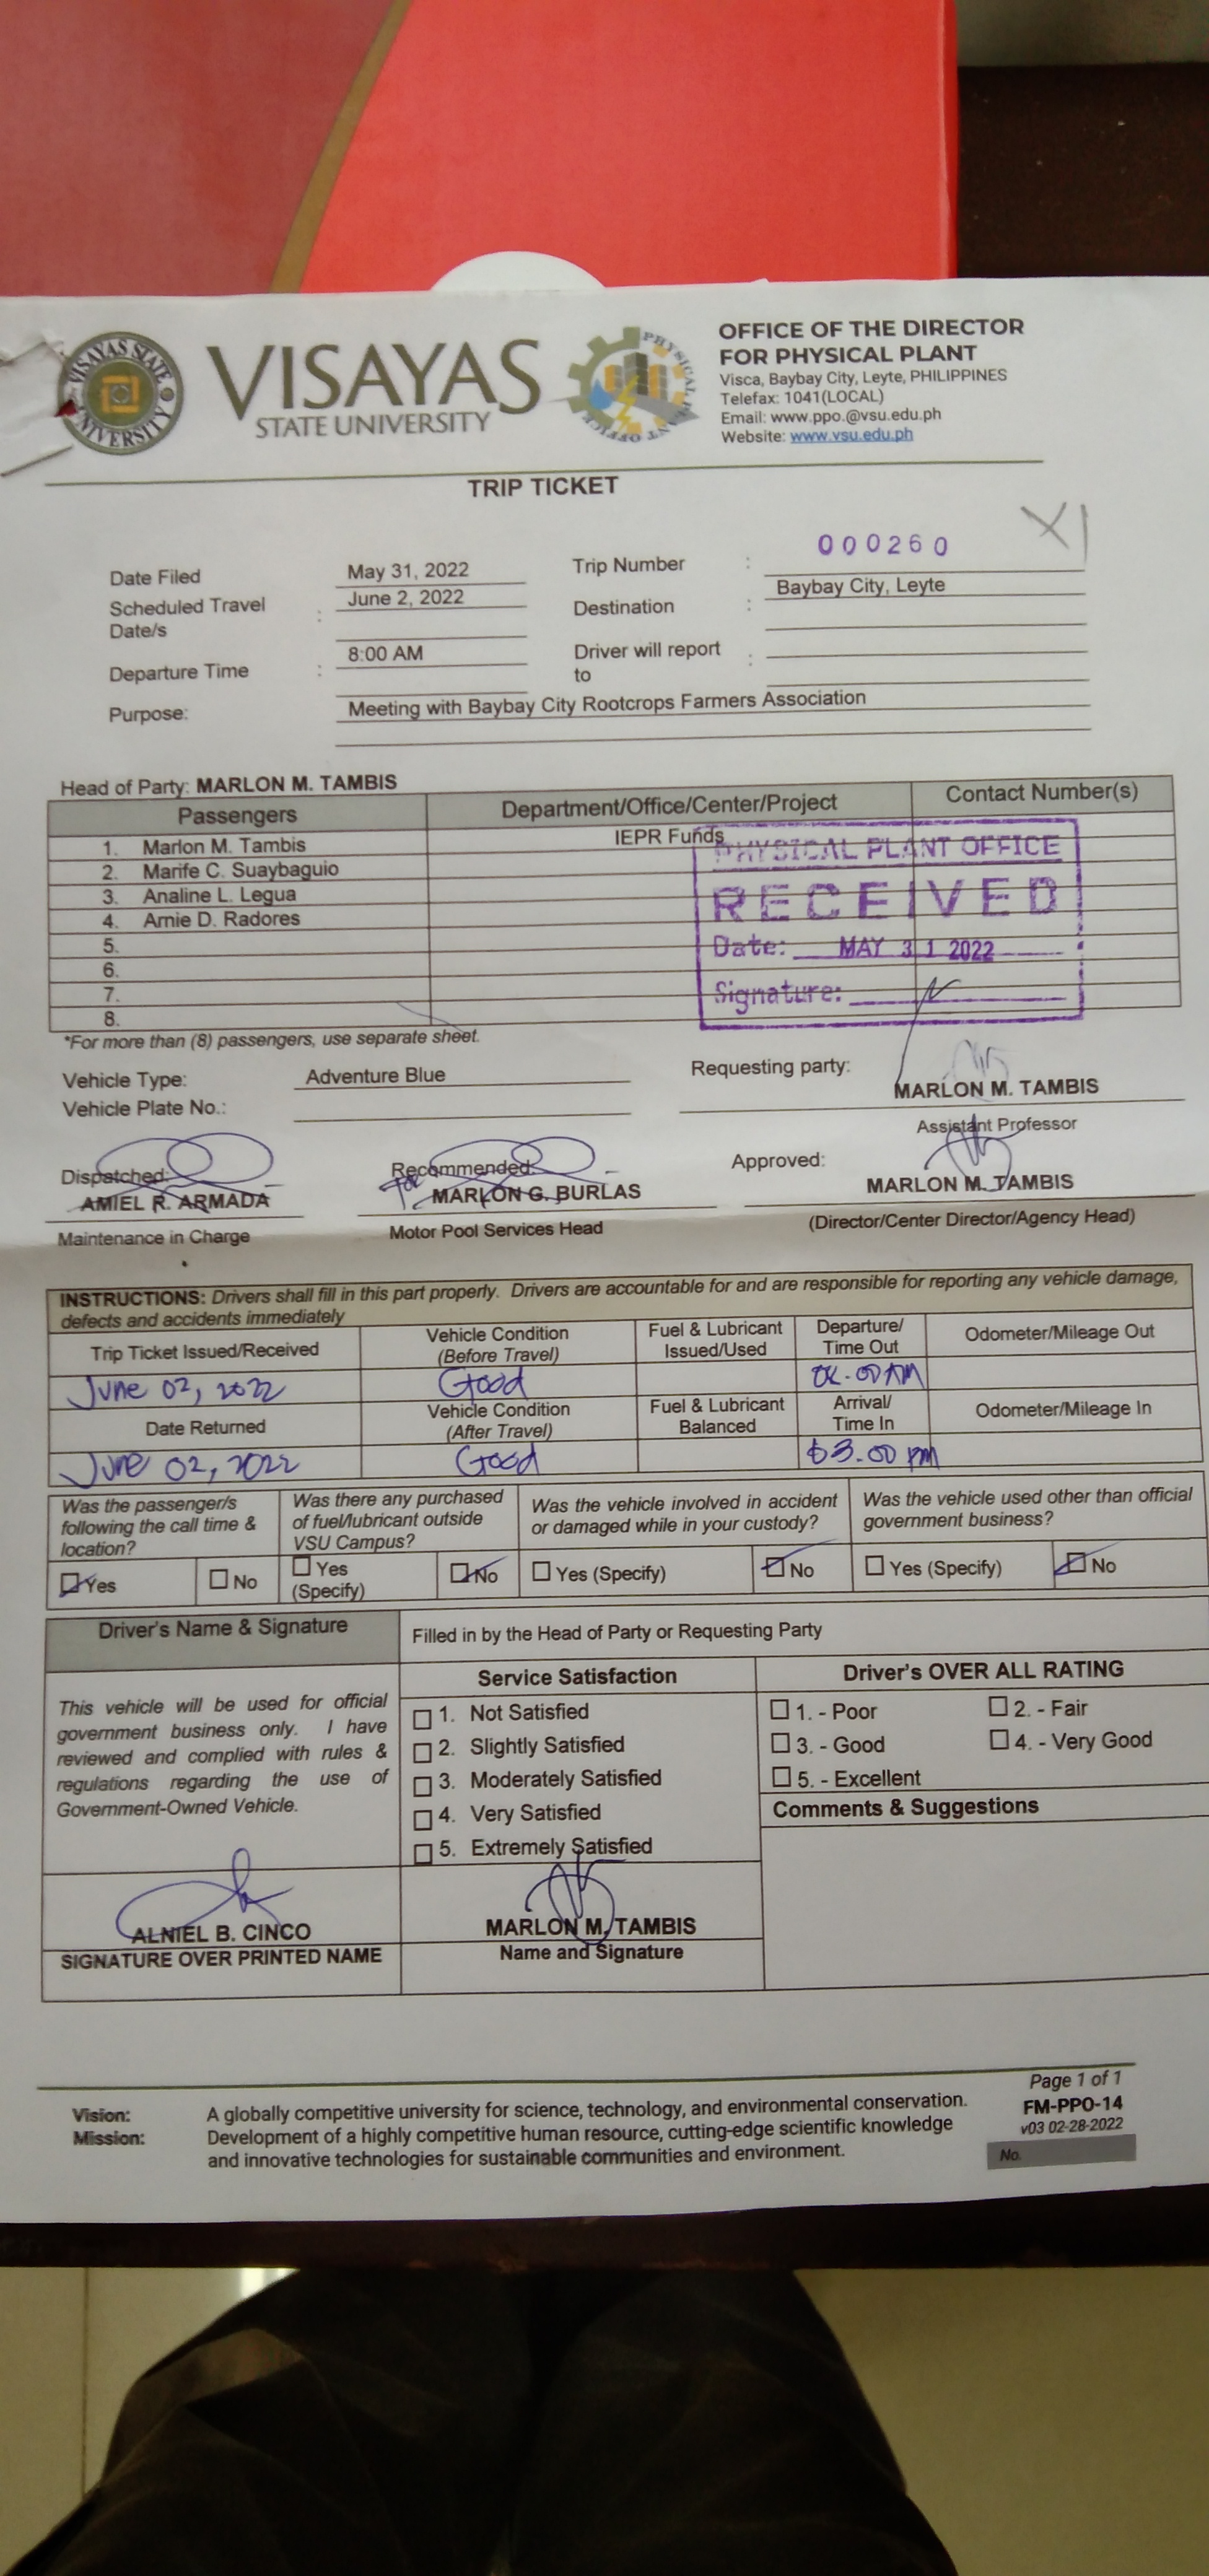 VISAYAS STATE UNIVERSITY
VISAYAS
STATE UNIVERSITY
PHYSICAL PLANT OFFICE
OFFICE OF THE DIRECTOR
FOR PHYSICAL PLANT
Visca, Baybay City, Leyte, PHILIPPINES
Telefax: 1041(LOCAL)
Email: www.ppo.@vsu.edu.ph
Website: www.vsu.edu.ph
TRIP TICKET
Date Filed May 31, 2022 Trip Number : 000260
Scheduled Travel Date/s : June 2, 2022 Destination : Baybay City, Leyte
Departure Time : 8:00 AM Driver will report to :
Purpose: Meeting with Baybay City Rootcrops Farmers Association
Head of Party: MARLON M. TAMBIS
Passengers Department/Office/Center/Project Contact Number(s)
1. Marlon M. Tambis IEPR Funds
2. Marife C. Suaybaguio
3. Analine L. Legua
4. Arnie D. Radores
5.
6.
7.
8.
PHYSICAL PLANT OFFICE
RECEIVED
Date: MAY 31 2022
Signature:
*For more than (8) passengers, use separate sheet.
Vehicle Type: Adventure Blue Requesting party:
Vehicle Plate No.: MARLON M. TAMBIS
Assistant Professor
Dispatched: Recommended: Approved:
AMIEL R. ARMADA for MARLON G. BURLAS MARLON M. TAMBIS
Maintenance in Charge Motor Pool Services Head (Director/Center Director/Agency Head)
INSTRUCTIONS: Drivers shall fill in this part properly. Drivers are accountable for and are responsible for reporting any vehicle damage,
defects and accidents immediately
Trip Ticket Issued/Received Vehicle Condition (Before Travel) Fuel & Lubricant Issued/Used Departure/ Time Out Odometer/Mileage Out
June 02, 2022 Good 00 AM
Date Returned Vehicle Condition (After Travel) Fuel & Lubricant Balanced Arrival/ Time In Odometer/Mileage In
June 02, 2022 Good 3.00 PM
Was the passenger/s following the call time & location? Was there any purchased of fuel/lubricant outside VSU Campus? Was the vehicle involved in accident or damaged while in your custody? Was the vehicle used other than official government business?
Yes No Yes (Specify) No Yes (Specify) No Yes (Specify) No
Driver's Name & Signature Filled in by the Head of Party or Requesting Party
Service Satisfaction Driver's OVER ALL RATING
This vehicle will be used for official
government business only. I have
reviewed and complied with rules &
regulations regarding the use of
Government-Owned Vehicle.
1. Not Satisfied
2. Slightly Satisfied
3. Moderately Satisfied
4. Very Satisfied
5. Extremely Satisfied
1. - Poor 2. - Fair
3. - Good 4. - Very Good
5. - Excellent
Comments & Suggestions
ALNIEL B. CINCO MARLON M. TAMBIS
SIGNATURE OVER PRINTED NAME Name and Signature
Page 1 of 1
FM-PPO-14
v03 02-28-2022
No.
Vision: A globally competitive university for science, technology, and environmental conservation.
Mission: Development of a highly competitive human resource, cutting-edge scientific knowledge
and innovative technologies for sustainable communities and environment.